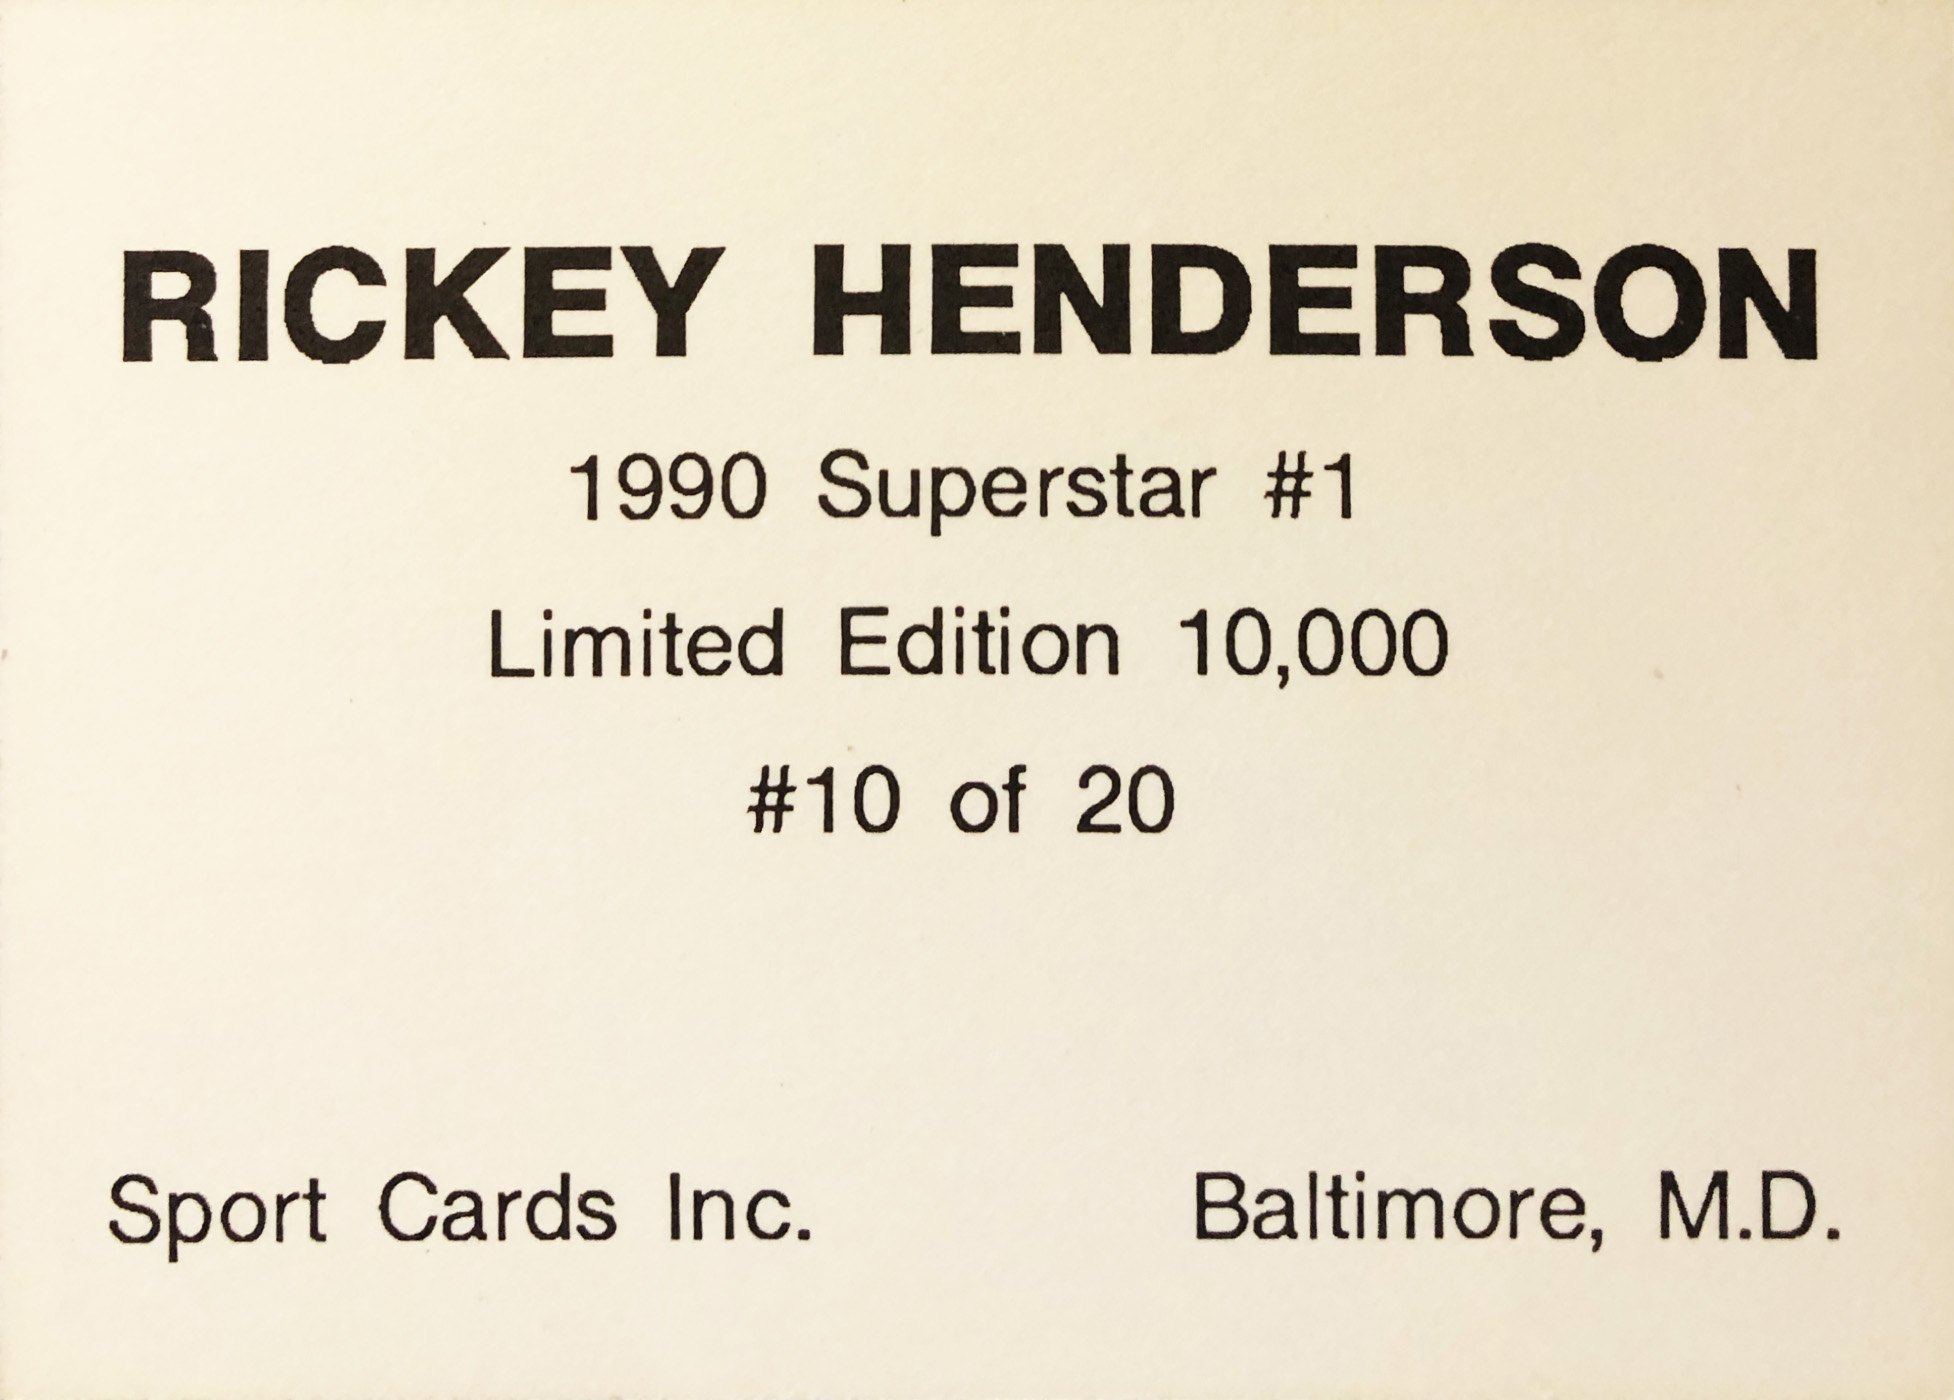 RICKEY HENDERSON
1990 Superstar #1
Limited Edition 10,000
#10 of 20
Sport Cards Inc. Baltimore, M.D.